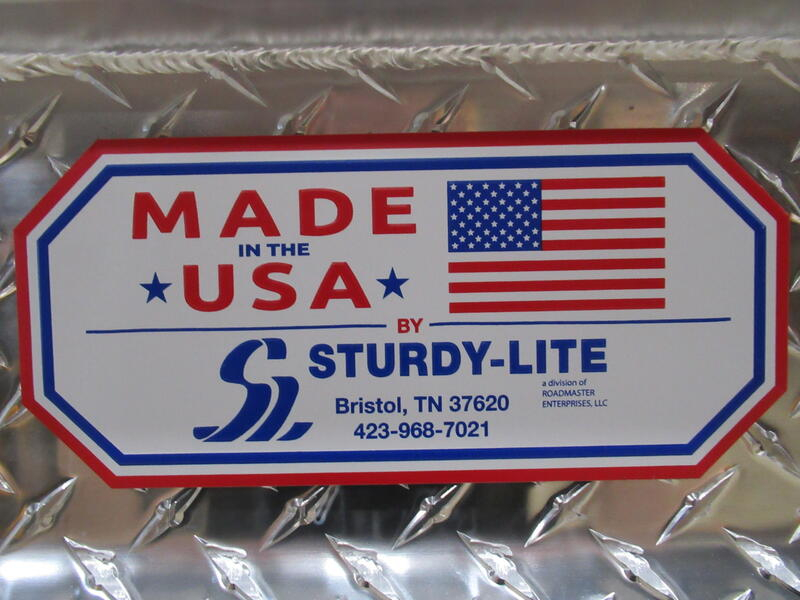 MADE
IN THE
USA
BY
STURDY-LITE
Bristol, TN 37620
423-968-7021
a division of
ROADMASTER
ENTERPRISES, LLC